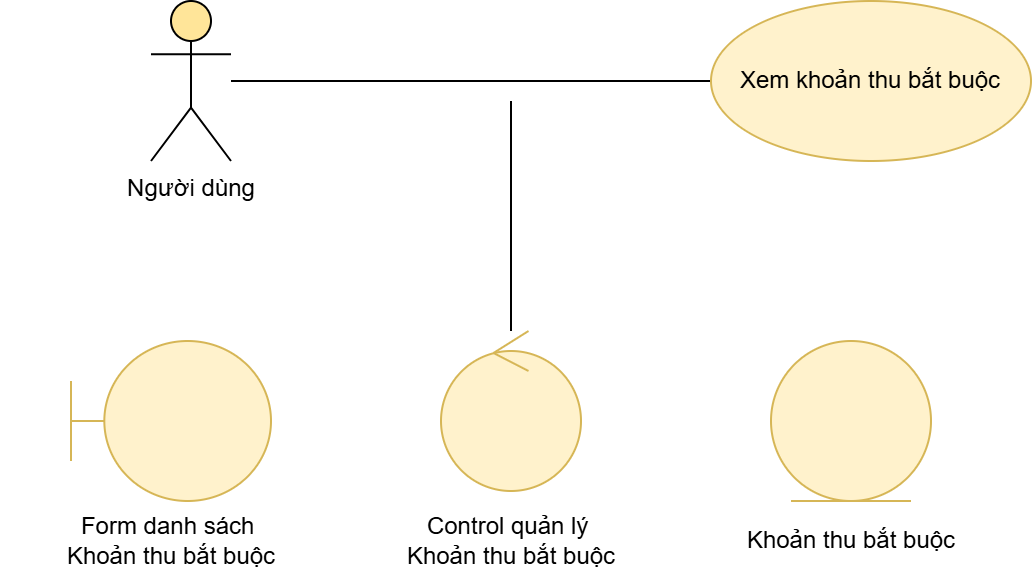 Xem khoản thu bắt buộc
Người dùng
Form danh sách
Khoản thu bắt buộc
Control quản lý
Khoản thu bắt buộc
Khoản thu bắt buộc